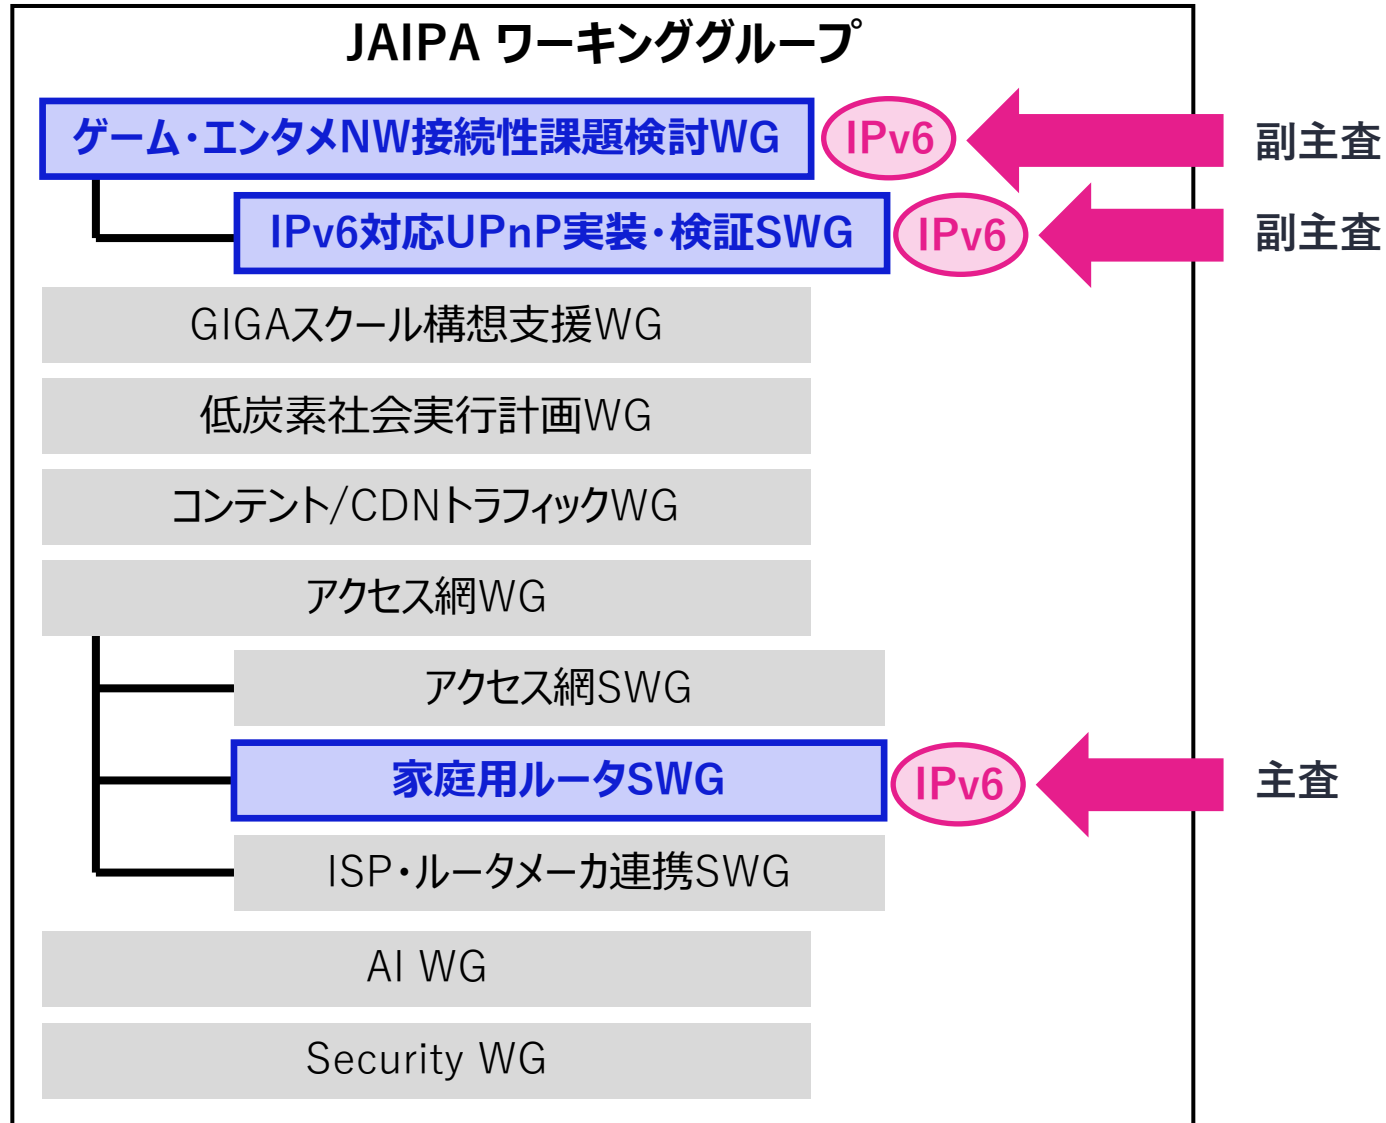 JAIPA ワーキンググループ
ゲーム・エンタメNW接続性課題検討WG IPv6 副主査
IPv6対応UPnP実装・検証SWG IPv6 副主査
GIGAスクール構想支援WG
低炭素社会実行計画WG
コンテント/CDNトラフィックWG
アクセス網WG
アクセス網SWG
家庭用ルータSWG IPv6 主査
ISP・ルータメーカ連携SWG
AI WG
Security WG